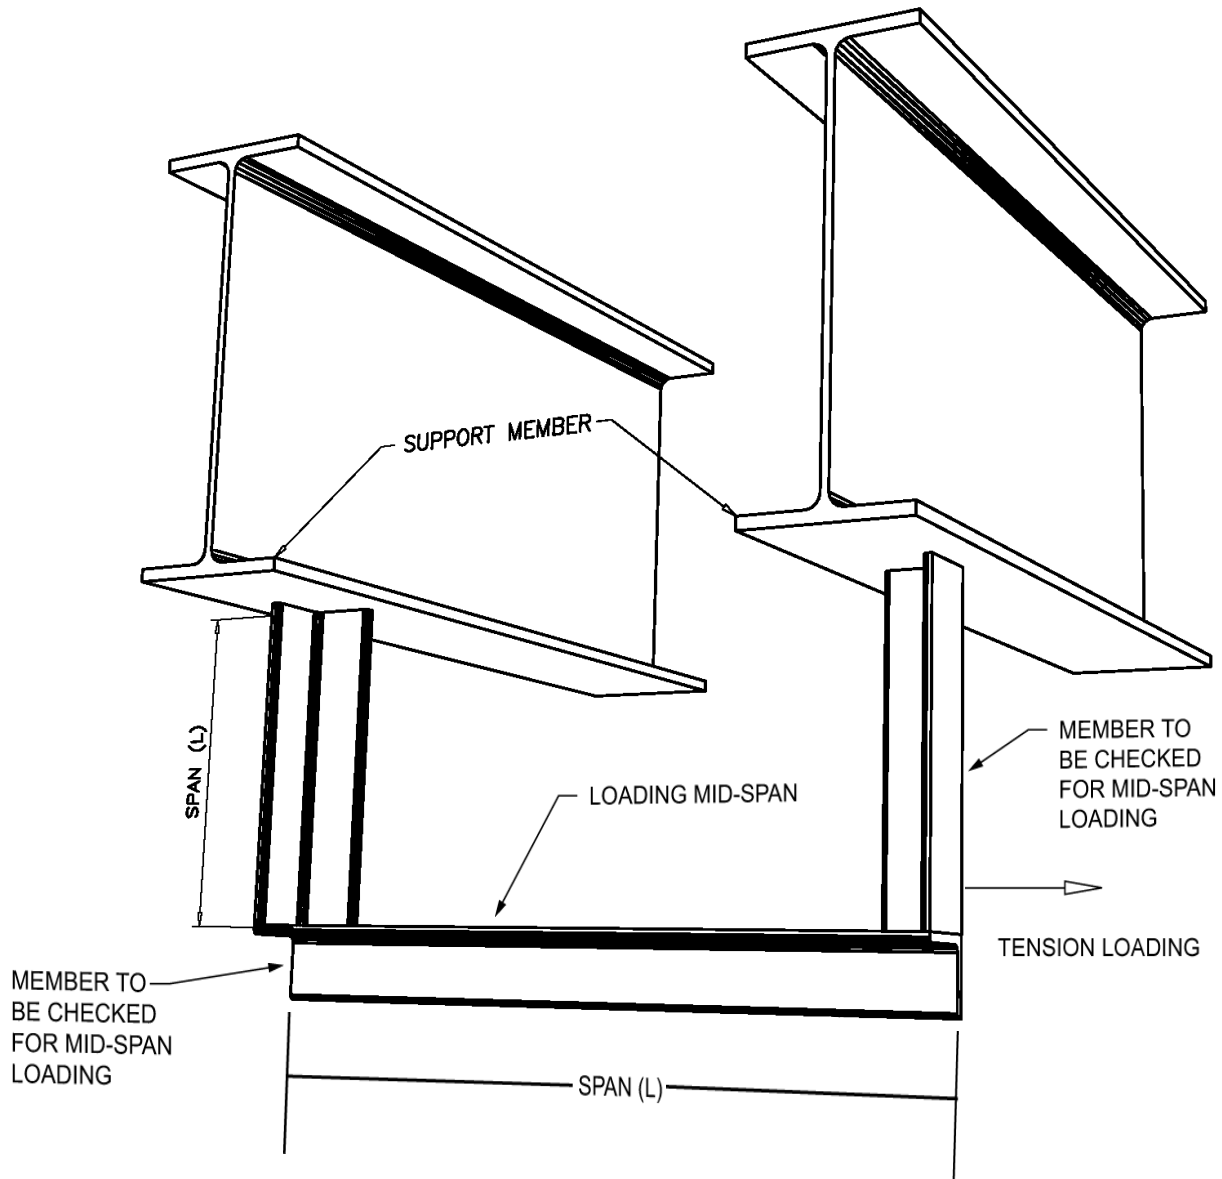 SUPPORT MEMBER
SPAN (L)
MEMBER TO
BE CHECKED
FOR MID-SPAN
LOADING
LOADING MID-SPAN
TENSION LOADING
MEMBER TO
BE CHECKED
FOR MID-SPAN
LOADING
SPAN (L)